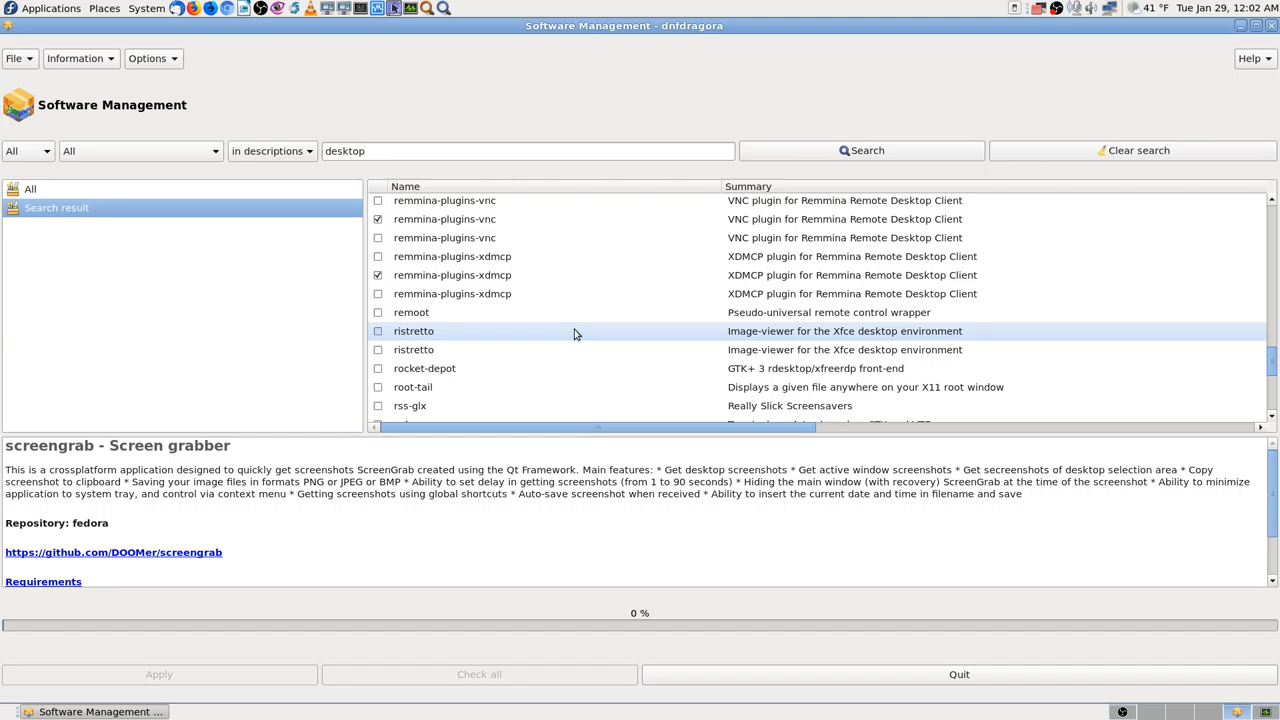 Applications Places System 41 °F Tue Jan 29, 12:02 AM
Software Management - dnfdragora
File Information Options Help
Software Management
All All in descriptions desktop Search Clear search
All
Search result
Name Summary
remmina-plugins-vnc VNC plugin for Remmina Remote Desktop Client
remmina-plugins-vnc VNC plugin for Remmina Remote Desktop Client
remmina-plugins-vnc VNC plugin for Remmina Remote Desktop Client
remmina-plugins-xdmcp XDMCP plugin for Remmina Remote Desktop Client
remmina-plugins-xdmcp XDMCP plugin for Remmina Remote Desktop Client
remmina-plugins-xdmcp XDMCP plugin for Remmina Remote Desktop Client
remoot Pseudo-universal remote control wrapper
ristretto Image-viewer for the Xfce desktop environment
ristretto Image-viewer for the Xfce desktop environment
rocket-depot GTK+ 3 rdesktop/xfreerdp front-end
root-tail Displays a given file anywhere on your X11 root window
rss-glx Really Slick Screensavers
screengrab - Screen grabber
This is a crossplatform application designed to quickly get screenshots ScreenGrab created using the Qt Framework. Main features: * Get desktop screenshots * Get active window screenshots * Get secreenshots of desktop selection area * Copy
screenshot to clipboard * Saving your image files in formats PNG or JPEG or BMP * Ability to set delay in getting screenshots (from 1 to 90 seconds) * Hiding the main window (with recovery) ScreenGrab at the time of the screenshot * Ability to minimize
application to system tray, and control via context menu * Getting screenshots using global shortcuts * Auto-save screenshot when received * Ability to insert the current date and time in filename and save
Repository: fedora
https://github.com/DOOMer/screengrab
Requirements
0 %
Apply Check all Quit
Software Management ...